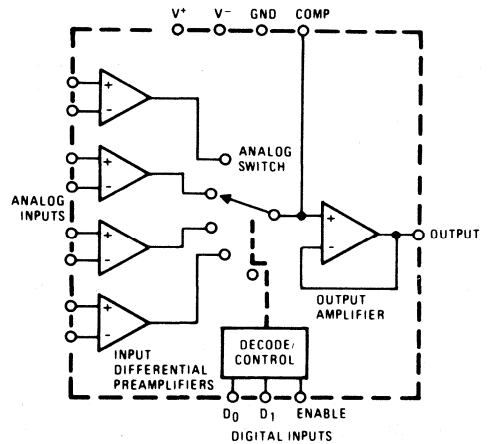 V+ V- GND COMP
+
-
ANALOG
SWITCH
+
-
ANALOG
INPUTS
+
-
OUTPUT
+
-
OUTPUT
AMPLIFIER
+
-
INPUT
DIFFERENTIAL
PREAMPLIFIERS
DECODE/
CONTROL
D0 D1 ENABLE
DIGITAL INPUTS